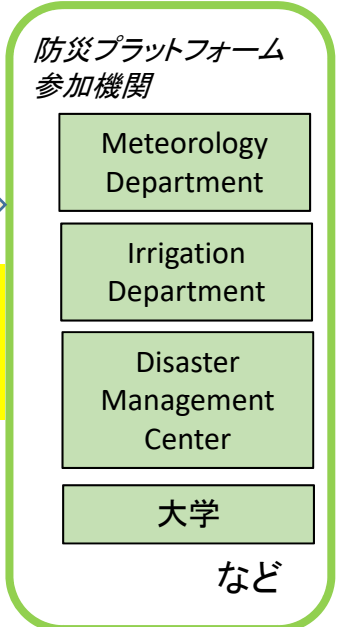 防災プラットフォーム
参加機関
Meteorology
Department
Irrigation
Department
Disaster
Management
Center
大学
など